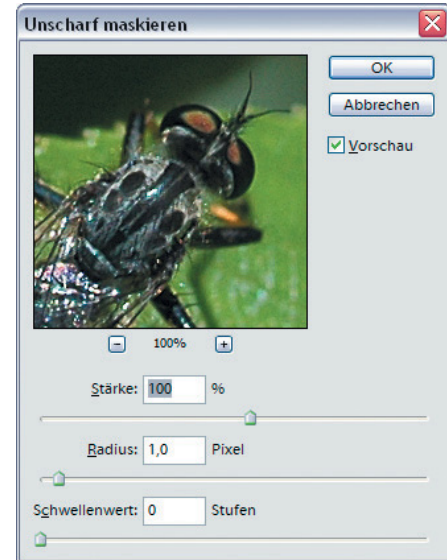 Unscharf maskieren
OK
Abbrechen
Vorschau
100%
Stärke: 100 %
Radius: 1,0 Pixel
Schwellenwert: 0 Stufen